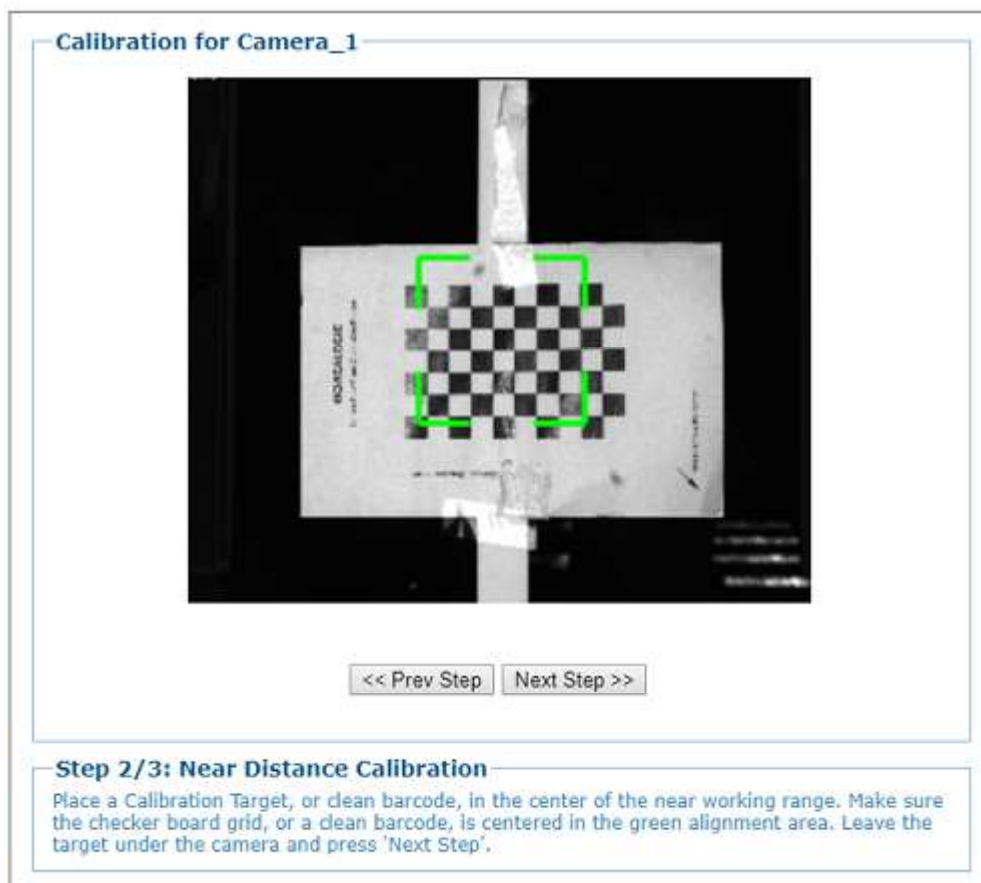 Calibration for Camera_1
<< Prev Step
Next Step >>
Step 2/3: Near Distance Calibration
Place a Calibration Target, or clean barcode, in the center of the near working range. Make sure
the checker board grid, or a clean barcode, is centered in the green alignment area. Leave the
target under the camera and press 'Next Step'.